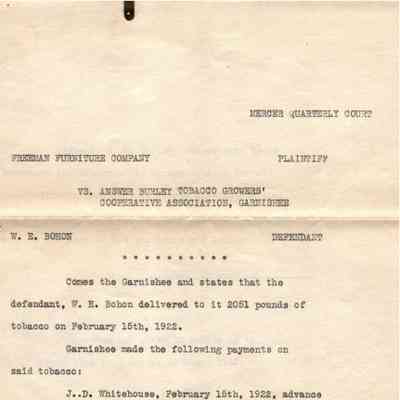 MERCER QUARTERLY COURT
FREEMAN FURNITURE COMPANY PLAINTIFF
VS. ANSWER BURLEY TOBACCO GROWERS'
COOPERATIVE ASSOCIATION, GARNISHEE
W. E. BOHON DEFENDANT
* * * * * * * * * *
Comes the Garnishee and states that the
defendant, W. E. Bohon delivered to it 2051 pounds of
tobacco on February 15th, 1922.
Garnishee made the following payments on
said tobacco:
J..D. Whitehouse, February 15th, 1922, advance